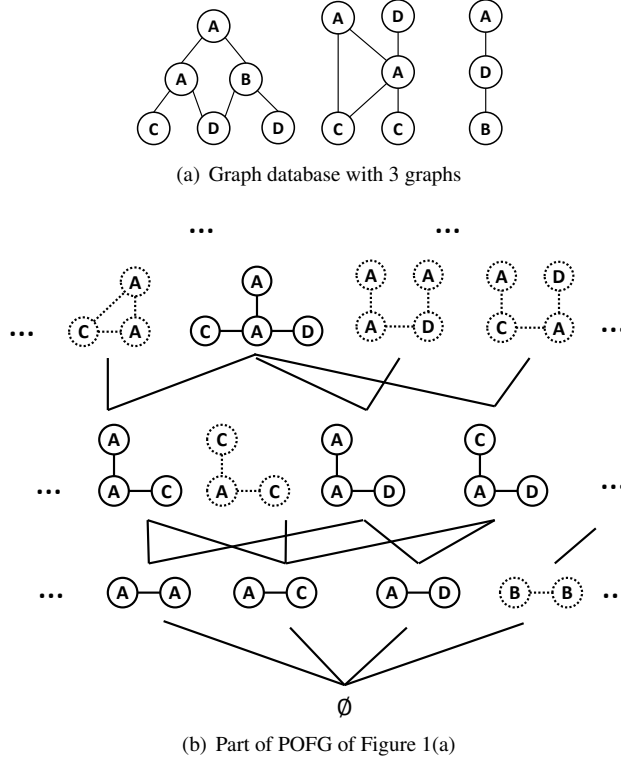 A
A D A
A B
A D
C D D
C C B
(a) Graph database with 3 graphs
... ...
A A A A A D
... C A C A D A D C A ...
A C A C
... A C A C A D A D ...
... A A A C A D B B ..
∅
(b) Part of POFG of Figure 1(a)